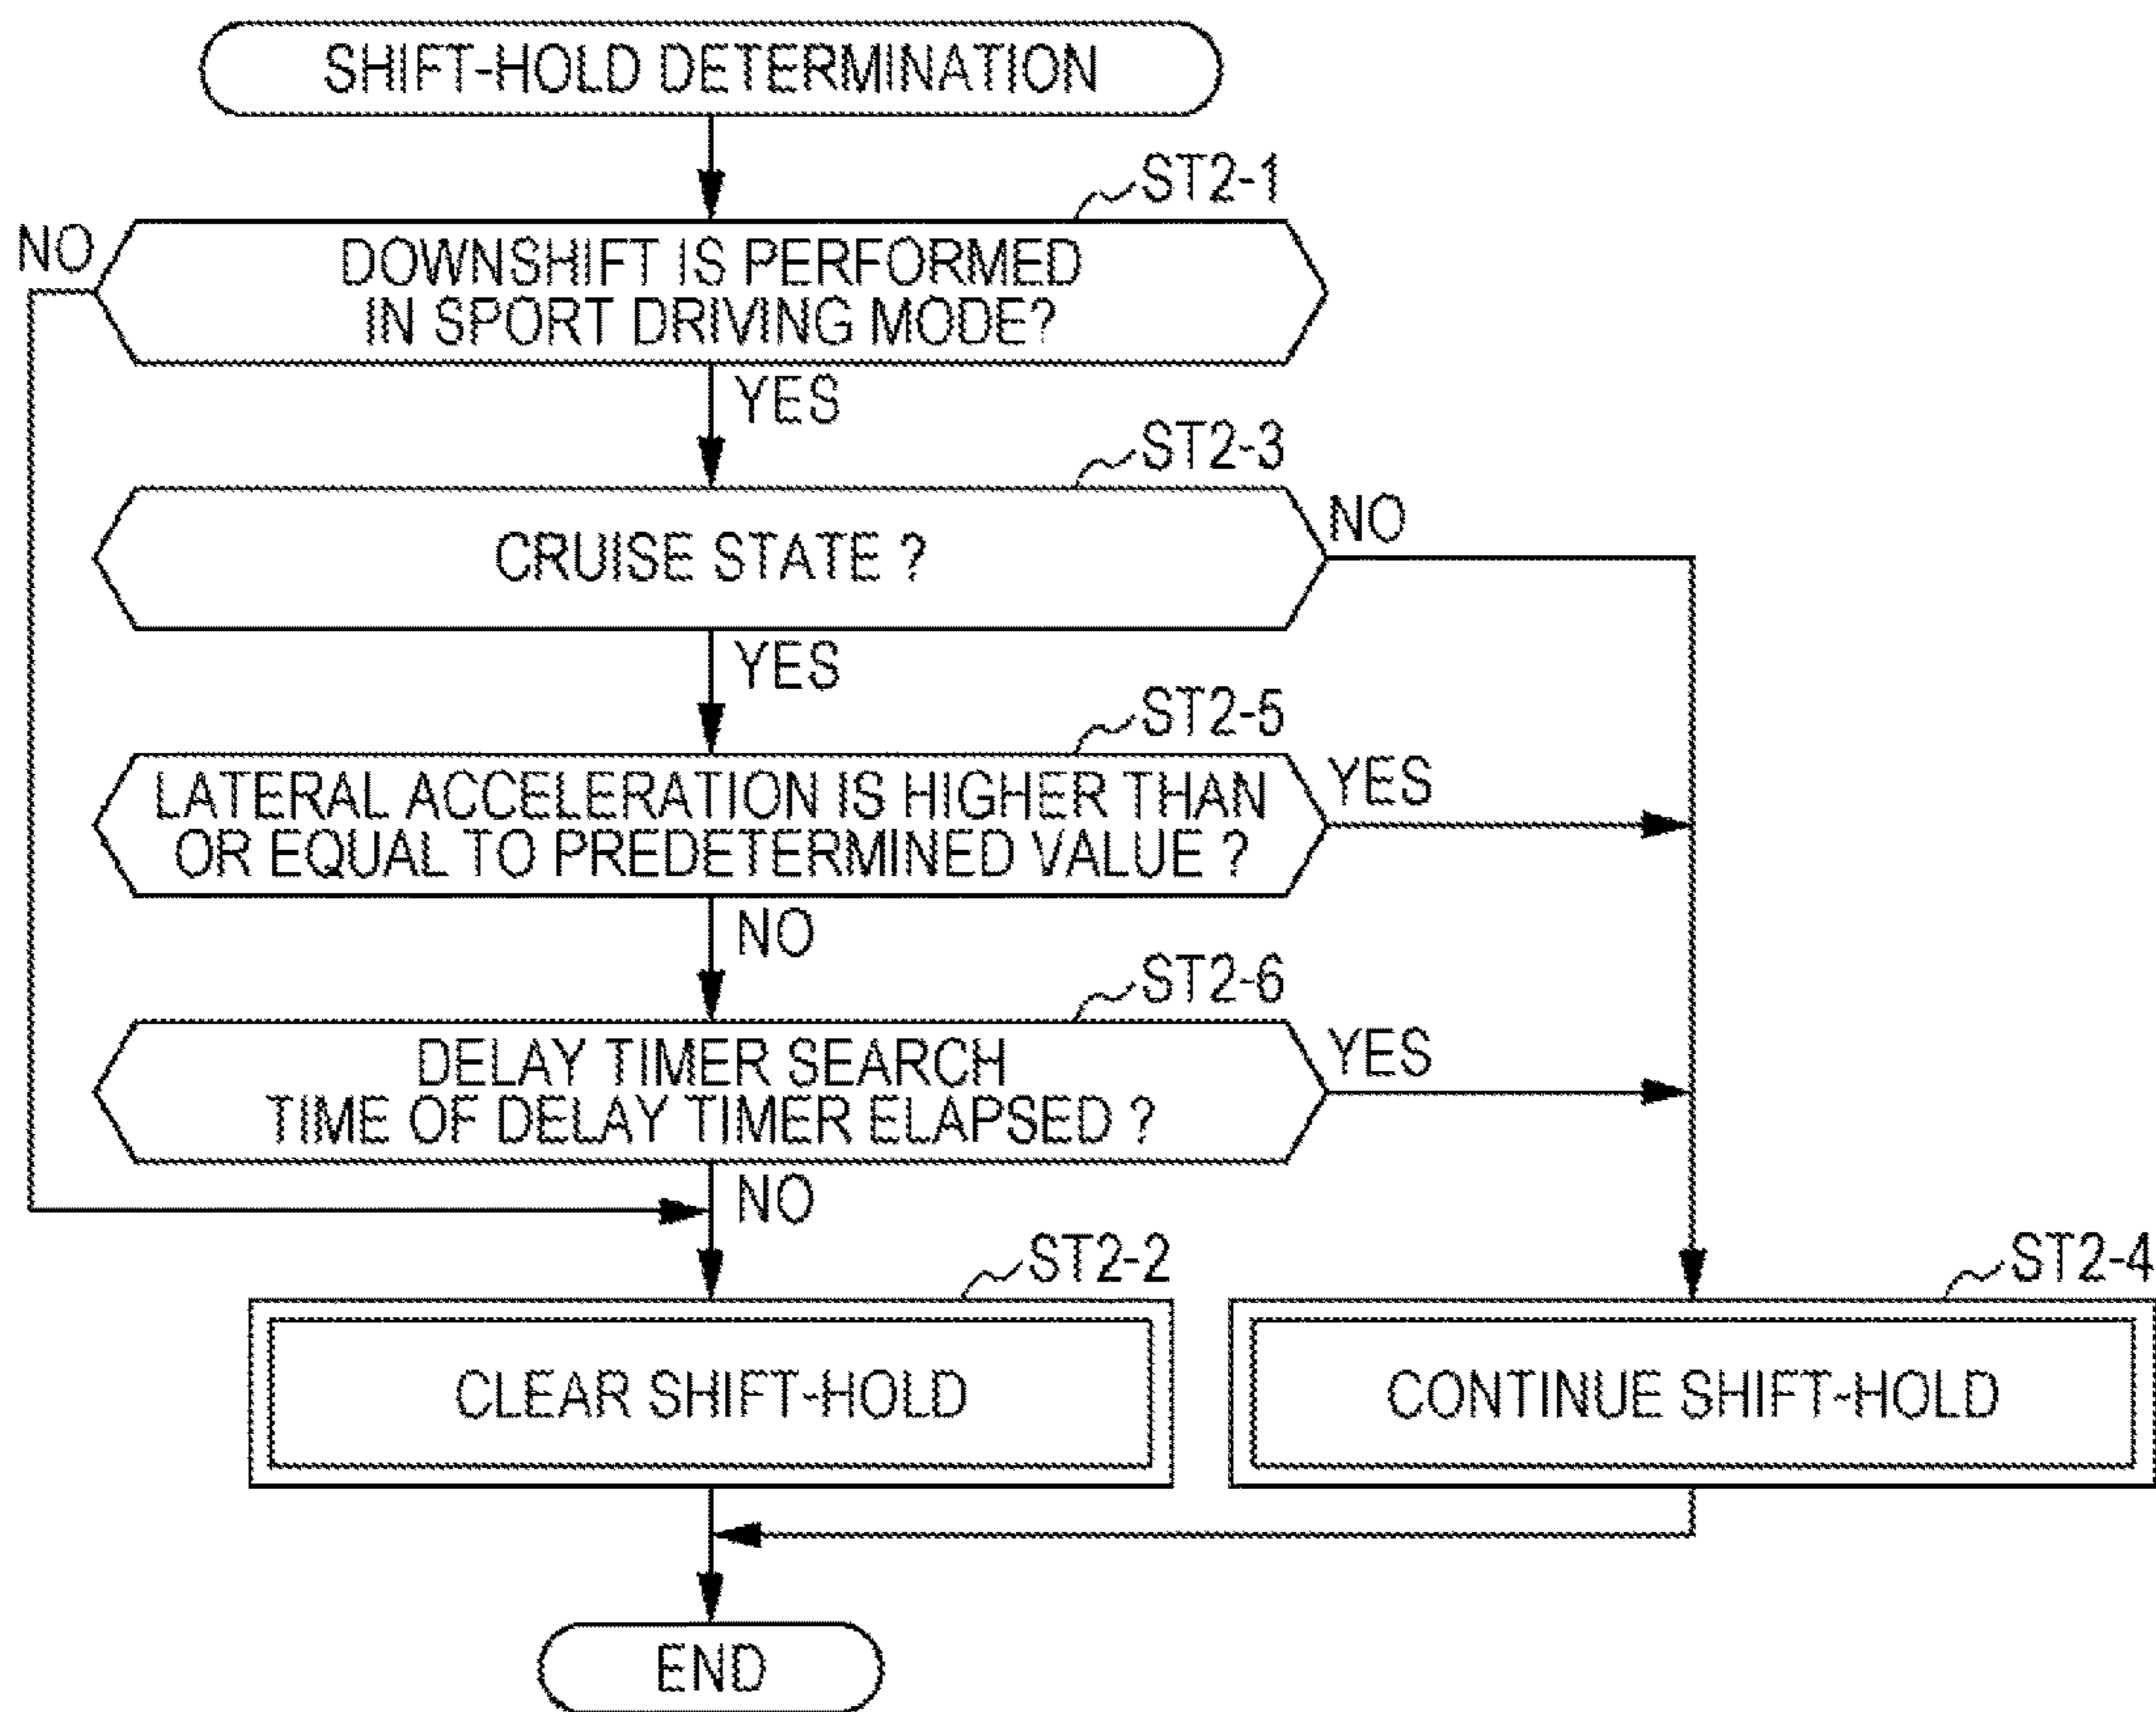 SHIFT-HOLD DETERMINATION
ST2-1
NO
DOWNSHIFT IS PERFORMED
IN SPORT DRIVING MODE?
YES
ST2-3
CRUISE STATE ?
NO
YES
ST2-5
LATERAL ACCELERATION IS HIGHER THAN
OR EQUAL TO PREDETERMINED VALUE ?
YES
NO
ST2-6
DELAY TIMER SEARCH
TIME OF DELAY TIMER ELAPSED ?
YES
NO
ST2-2
CLEAR SHIFT-HOLD
ST2-4
CONTINUE SHIFT-HOLD
END